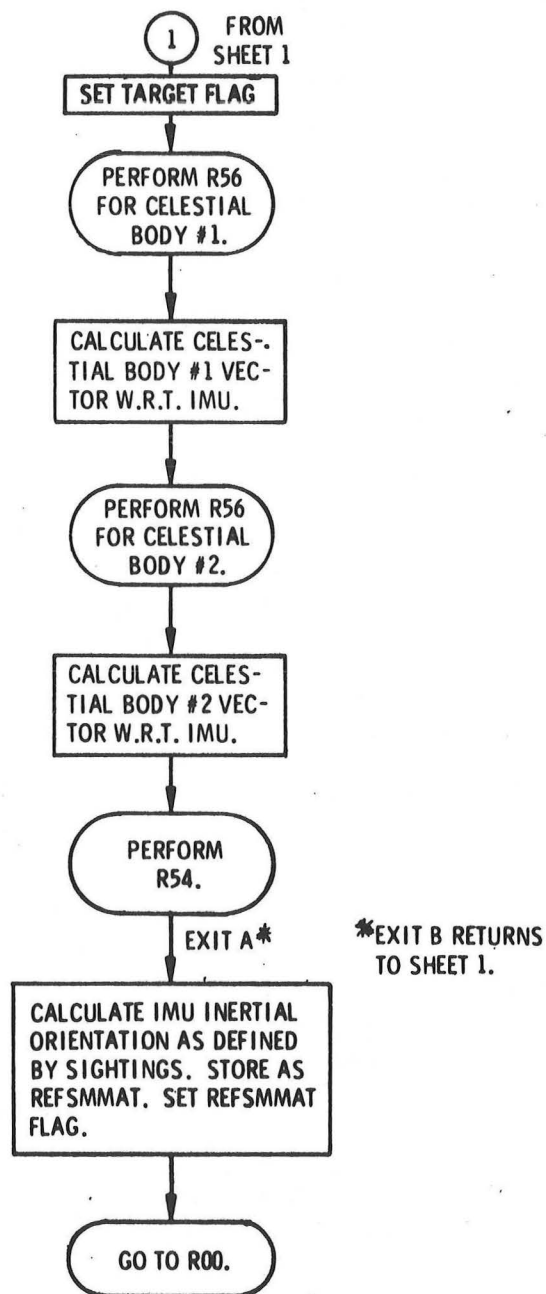 1
FROM
SHEET 1
SET TARGET FLAG
PERFORM R56
FOR CELESTIAL
BODY #1.
CALCULATE CELES-.
TIAL BODY #1 VEC-
TOR W.R.T. IMU.
PERFORM R56
FOR CELESTIAL
BODY #2.
CALCULATE CELES-
TIAL BODY #2 VEC-
TOR W.R.T. IMU.
PERFORM
R54.
EXIT A*
*EXIT B RETURNS
TO SHEET 1.
CALCULATE IMU INERTIAL
ORIENTATION AS DEFINED
BY SIGHTINGS. STORE AS
REFSMMAT. SET REFSMMAT
FLAG.
GO TO R00.